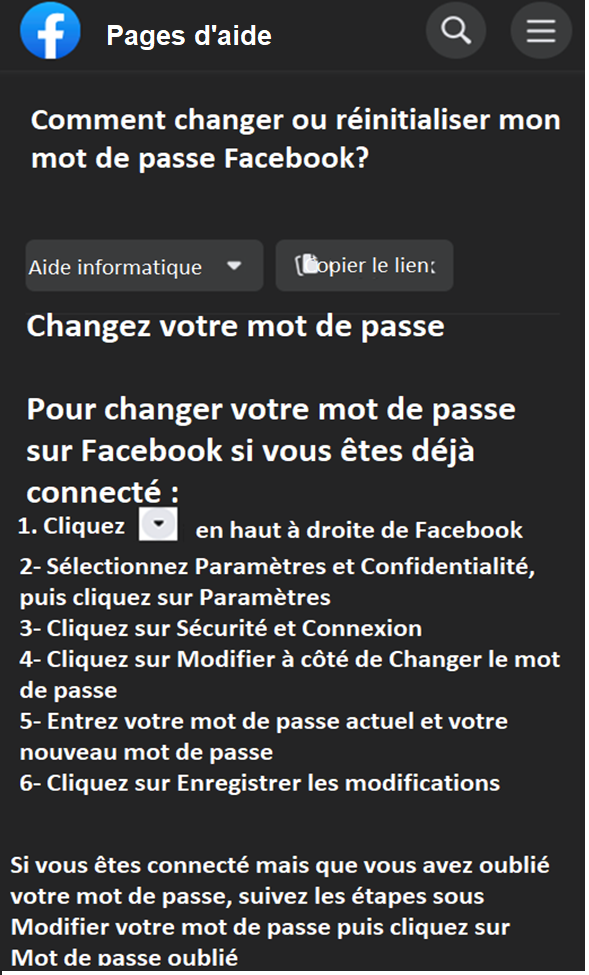 Pages d'aide
Comment changer ou réinitialiser mon
mot de passe Facebook?
Aide informatique
opier le lien
Changez votre mot de passe
Pour changer votre mot de passe
sur Facebook si vous êtes déjà
connecté :
1. Cliquez en haut à droite de Facebook
2- Sélectionnez Paramètres et Confidentialité,
puis cliquez sur Paramètres
3- Cliquez sur Sécurité et Connexion
4- Cliquez sur Modifier à côté de Changer le mot
de passe
5- Entrez votre mot de passe actuel et votre
nouveau mot de passe
6- Cliquez sur Enregistrer les modifications
Si vous êtes connecté mais que vous avez oublié
votre mot de passe, suivez les étapes sous
Modifier votre mot de passe puis cliquez sur
Mot de passe oublié